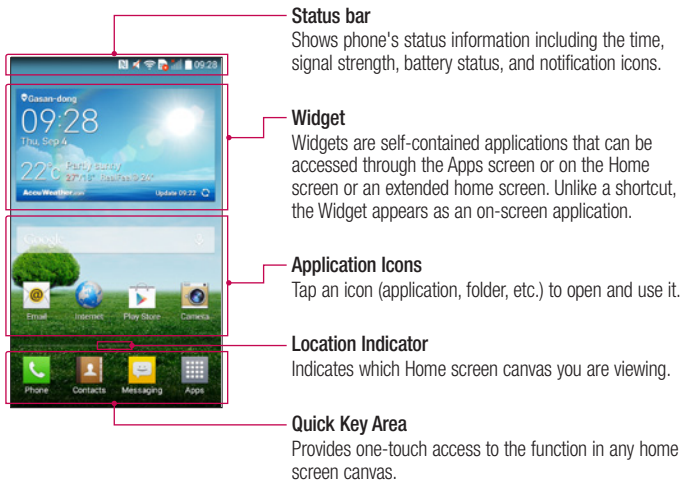 Status bar
Shows phone's status information including the time,
signal strength, battery status, and notification icons.
09:28
Gasan-dong
09:28
Thu, Sep 4
22°c Partly sunny
27°/18° RealFeel® 26°
AccuWeather.com
Update 09:22
Widget
Widgets are self-contained applications that can be
accessed through the Apps screen or on the Home
screen or an extended home screen. Unlike a shortcut,
the Widget appears as an on-screen application.
Google
Email Internet Play Store Camera
Application Icons
Tap an icon (application, folder, etc.) to open and use it.
Location Indicator
Indicates which Home screen canvas you are viewing.
Phone Contacts Messaging Apps
Quick Key Area
Provides one-touch access to the function in any home
screen canvas.